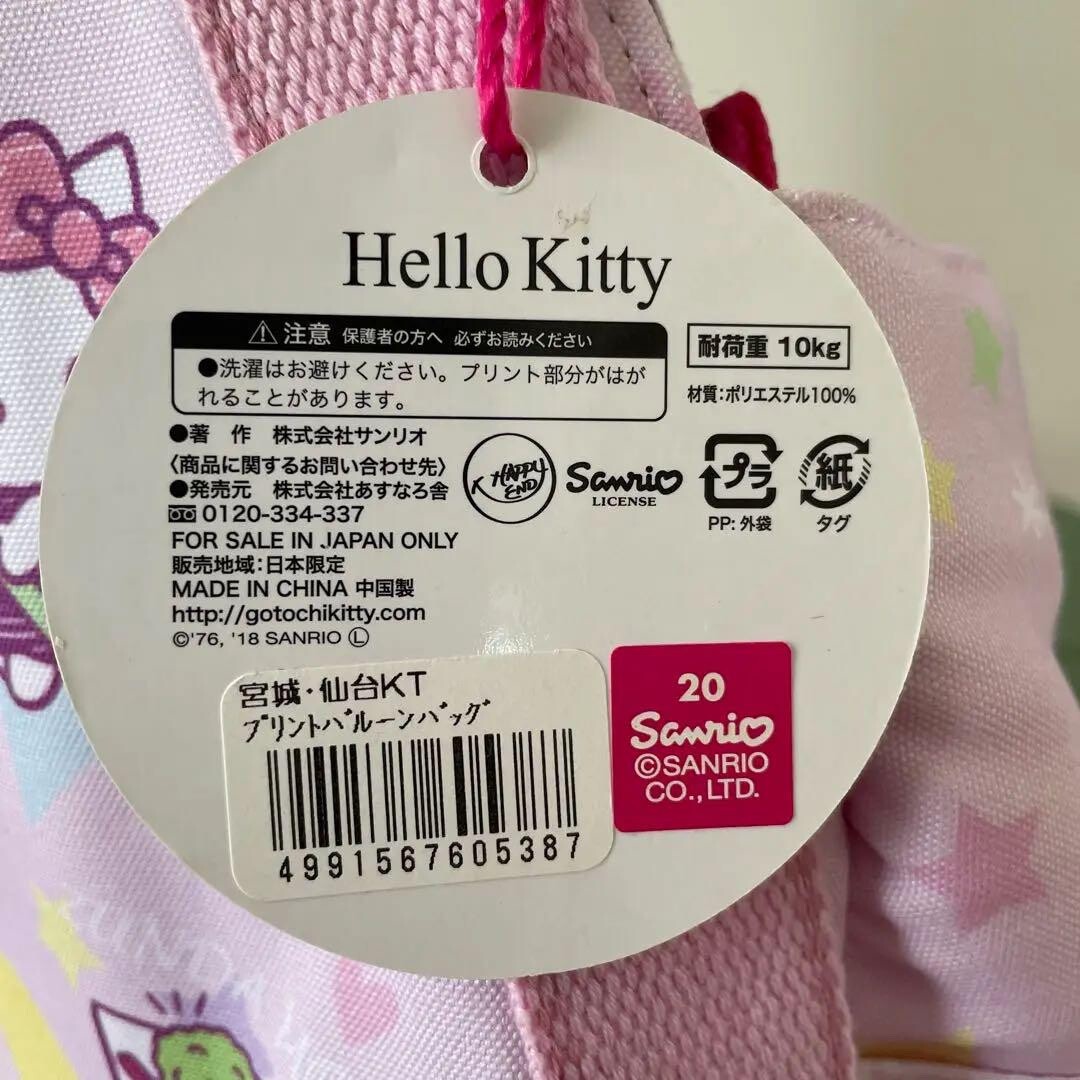 Hello Kitty
⚠注意 保護者の方へ 必ずお読みください
●洗濯はお避けください。プリント部分がはが
れることがあります。
耐荷重 10kg
材質:ポリエステル100%
●著 作 株式会社サンリオ
〈商品に関するお問い合わせ先〉
●発売元 株式会社あすなろ舎
0120-334-337
FOR SALE IN JAPAN ONLY
販売地域:日本限定
MADE IN CHINA 中国製
http://gotochikitty.com
©'76, '18 SANRIO Ⓛ
K HAPPY
END
Sanrio
LICENSE
プラ
PP: 外袋
紙
タグ
宮城・仙台KT
プリントバルーンバッグ
4991567605387
20
Sanrio
©SANRIO
CO.,LTD.